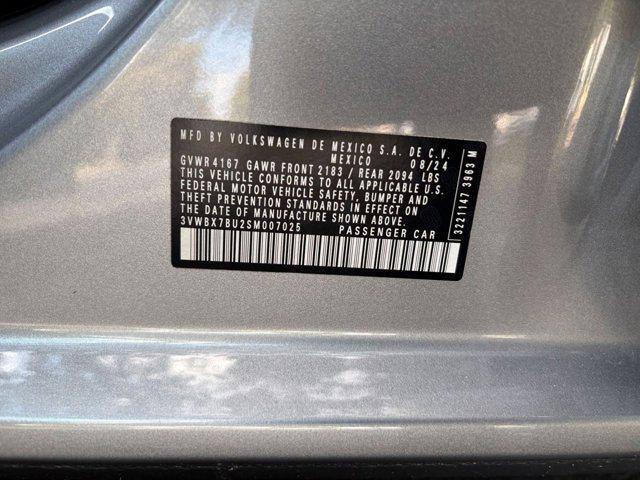 MFD BY VOLKSWAGEN DE MEXICO S.A. DE C.V.
MEXICO 08/24
GVWR 4167 GAWR FRONT 2183 / REAR 2094 LBS
THIS VEHICLE CONFORMS TO ALL APPLICABLE U.S.
FEDERAL MOTOR VEHICLE SAFETY, BUMPER AND
THEFT PREVENTION STANDARDS IN EFFECT ON
THE DATE OF MANUFACTURE SHOWN ABOVE.
3VWBX7BU2SM007025 PASSENGER CAR
3221147 3963 M